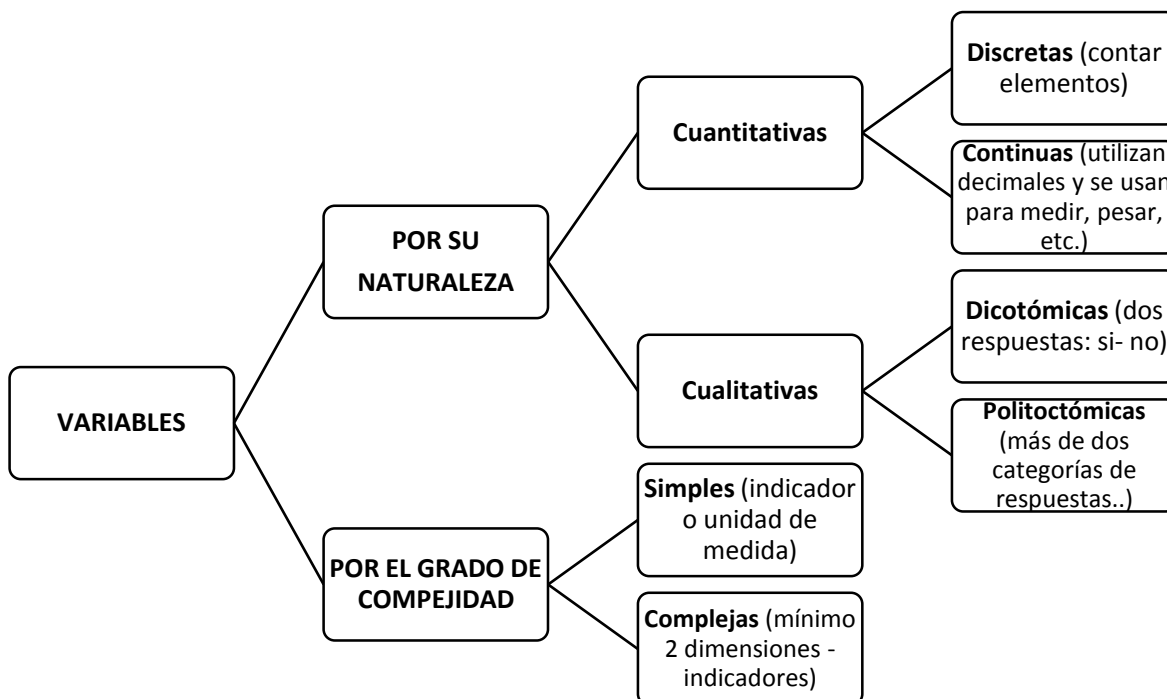 Discretas (contar
elementos)
Cuantitativas
Continuas (utilizan
decimales y se usan
para medir, pesar,
etc.)
POR SU
NATURALEZA
Dicotómicas (dos
respuestas: si- no)
Cualitativas
Politoctómicas
(más de dos
categorías de
respuestas..)
VARIABLES
Simples (indicador
o unidad de
medida)
POR EL GRADO DE
COMPEJIDAD
Complejas (mínimo
2 dimensiones -
indicadores)